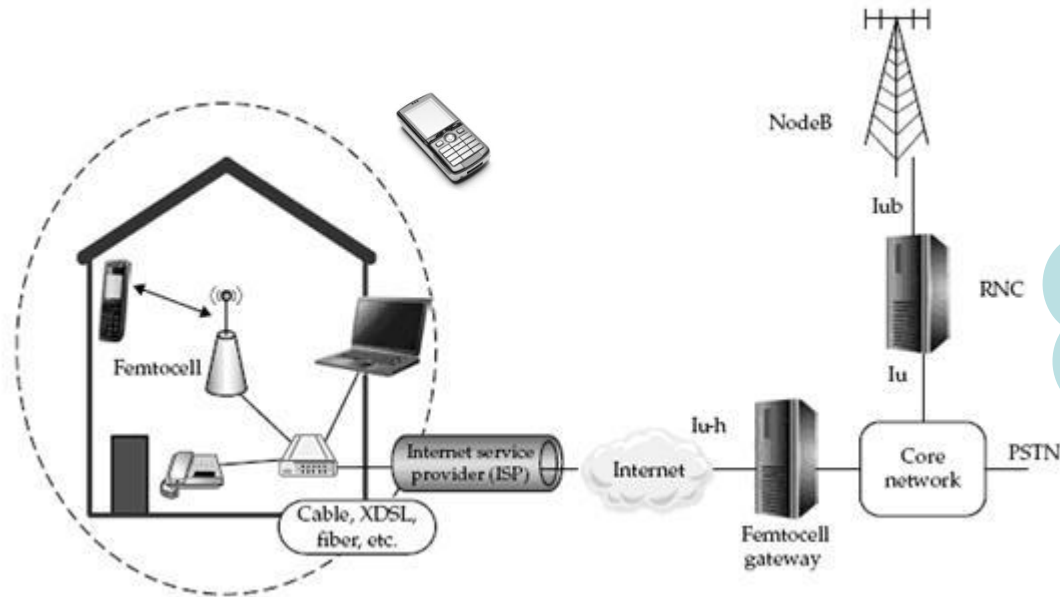 NodeB
Iub
RNC
Iu
Femtocell
Iu-h
Internet service
provider (ISP)
Internet
Core
network
PSTN
Cable, XDSL,
fiber, etc.
Femtocell
gateway